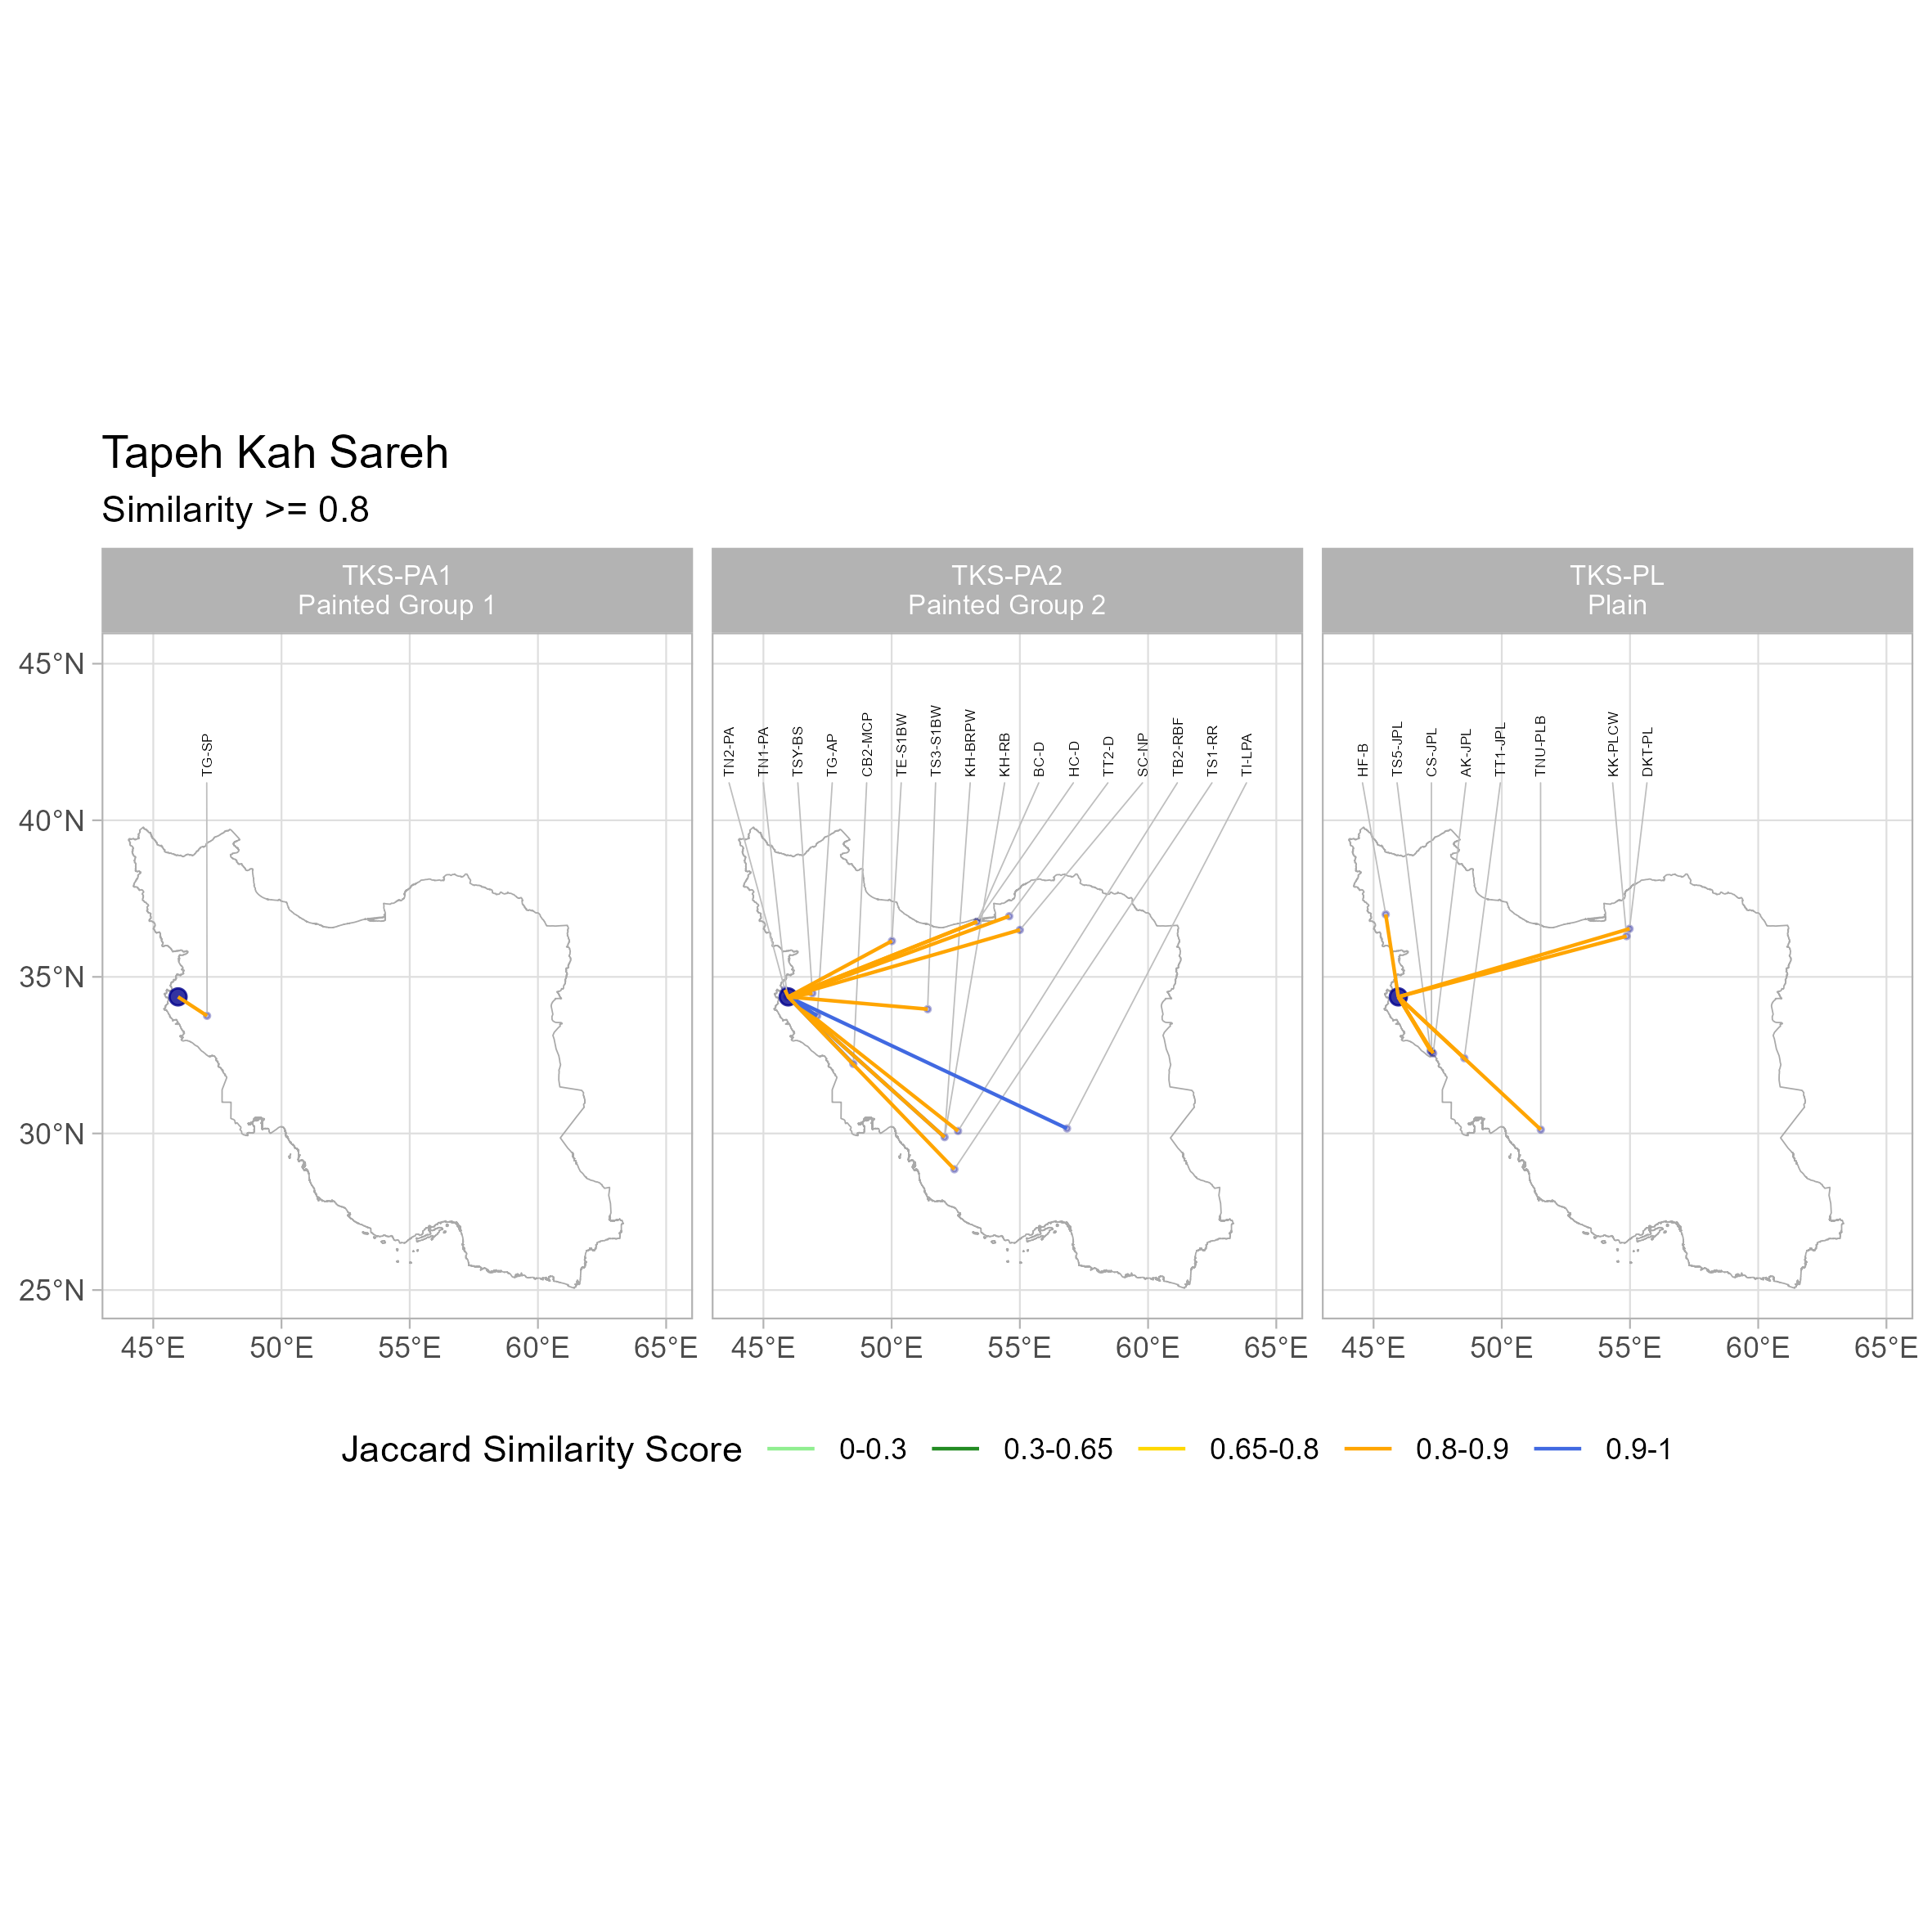 Tapeh Kah Sareh
Similarity >= 0.8
TKS-PA1
Painted Group 1
TKS-PA2
Painted Group 2
TKS-PL
Plain
45°N
40°N
35°N
30°N
25°N
TG-SP
TN2-PA
TN1-PA
TSY-BS
TG-AP
CB2-MCP
TE-S1BW
TS3-S1BW
KH-BRPW
KH-RB
BC-D
HC-D
TT2-D
SC-NP
TB2-RBF
TS1-RR
TI-LPA
HF-B
TS5-JPL
CS-JPL
AK-JPL
TT1-JPL
TNU-PLB
KK-PLCW
DKT-PL
45°E 50°E 55°E 60°E 65°E
45°E 50°E 55°E 60°E 65°E
45°E 50°E 55°E 60°E 65°E
Jaccard Similarity Score 0-0.3 0.3-0.65 0.65-0.8 0.8-0.9 0.9-1